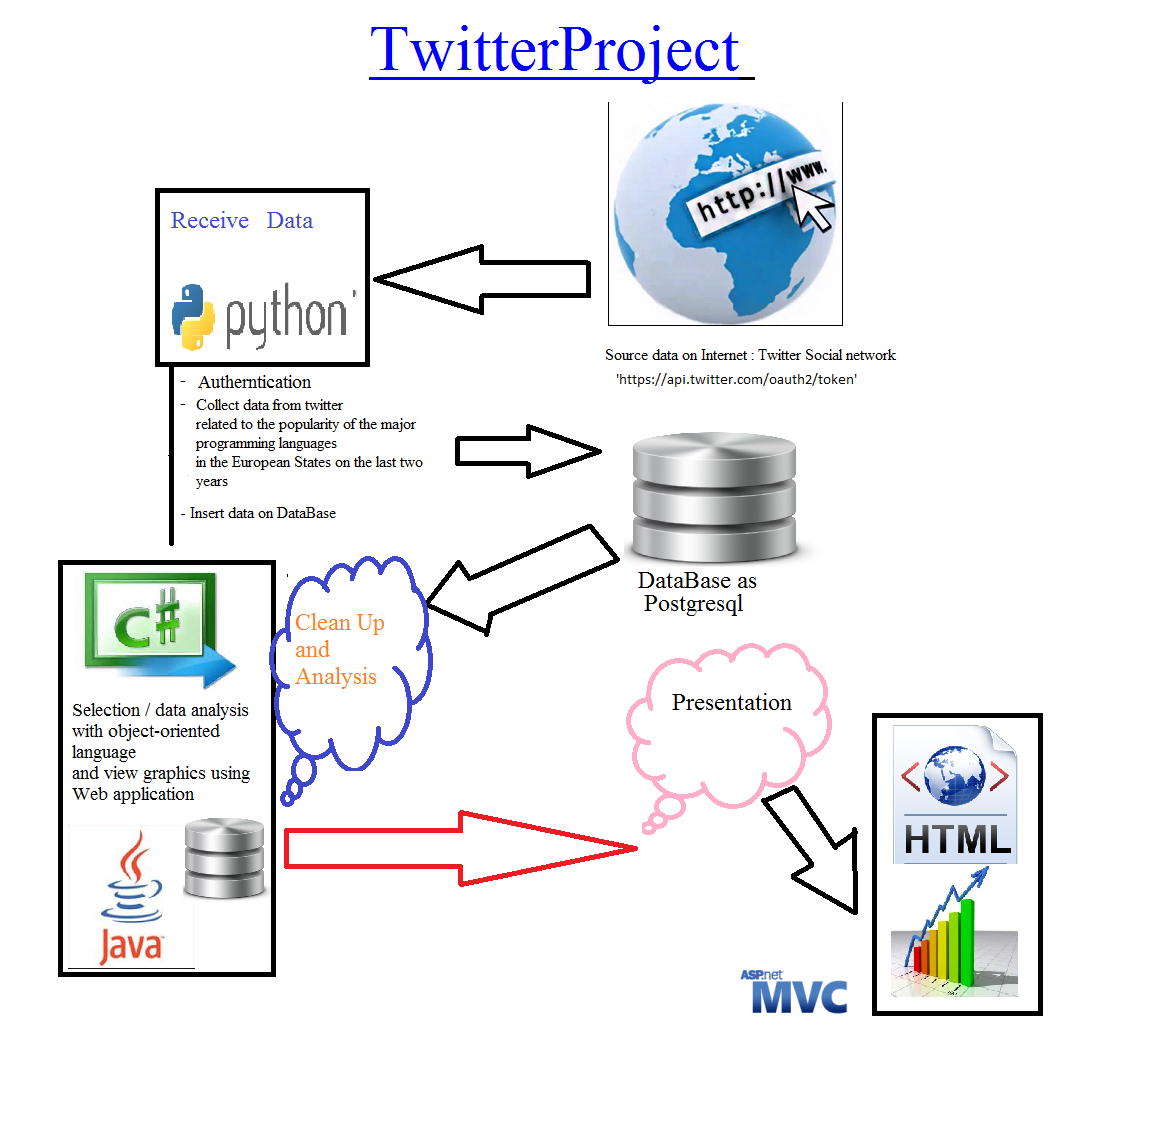 TwitterProject
http://www.
Receive Data
python
Source data on Internet : Twitter Social network
'https://api.twitter.com/oauth2/token'
- Autherntication
- Collect data from twitter
related to the popularity of the major
programming languages
in the European States on the last two
years
- Insert data on DataBase
DataBase as
Postgresql
C#
Clean Up
and
Analysis
Selection / data analysis
with object-oriented
language
and view graphics using
Web application
Java
Presentation
< >
HTML
ASP.net
MVC